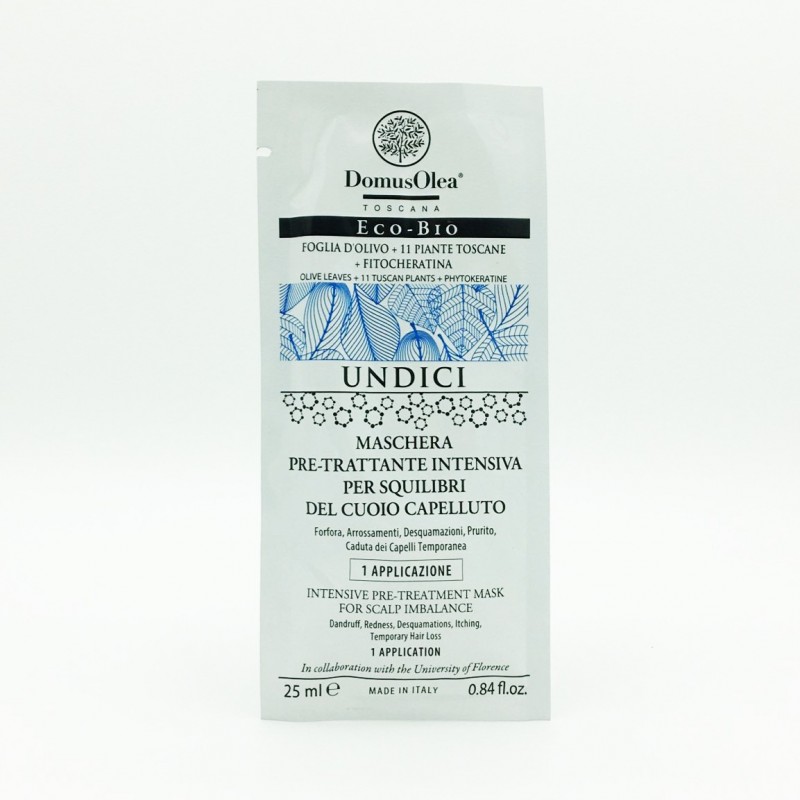 DomusOlea®
TOSCANA
ECO-BIO
FOGLIA D'OLIVO + 11 PIANTE TOSCANE
+ FITOCHERATINA
OLIVE LEAVES + 11 TUSCAN PLANTS + PHYTOKERATINE
UNDICI
MASCHERA
PRE-TRATTANTE INTENSIVA
PER SQUILIBRI
DEL CUOIO CAPELLUTO
Forfora, Arrossamenti, Desquamazioni, Prurito,
Caduta dei Capelli Temporanea
1 APPLICAZIONE
INTENSIVE PRE-TREATMENT MASK
FOR SCALP IMBALANCE
Dandruff, Redness, Desquamations, Itching,
Temporary Hair Loss
1 APPLICATION
In collaboration with the University of Florence
25 ml ℮ MADE IN ITALY 0.84 fl.oz.